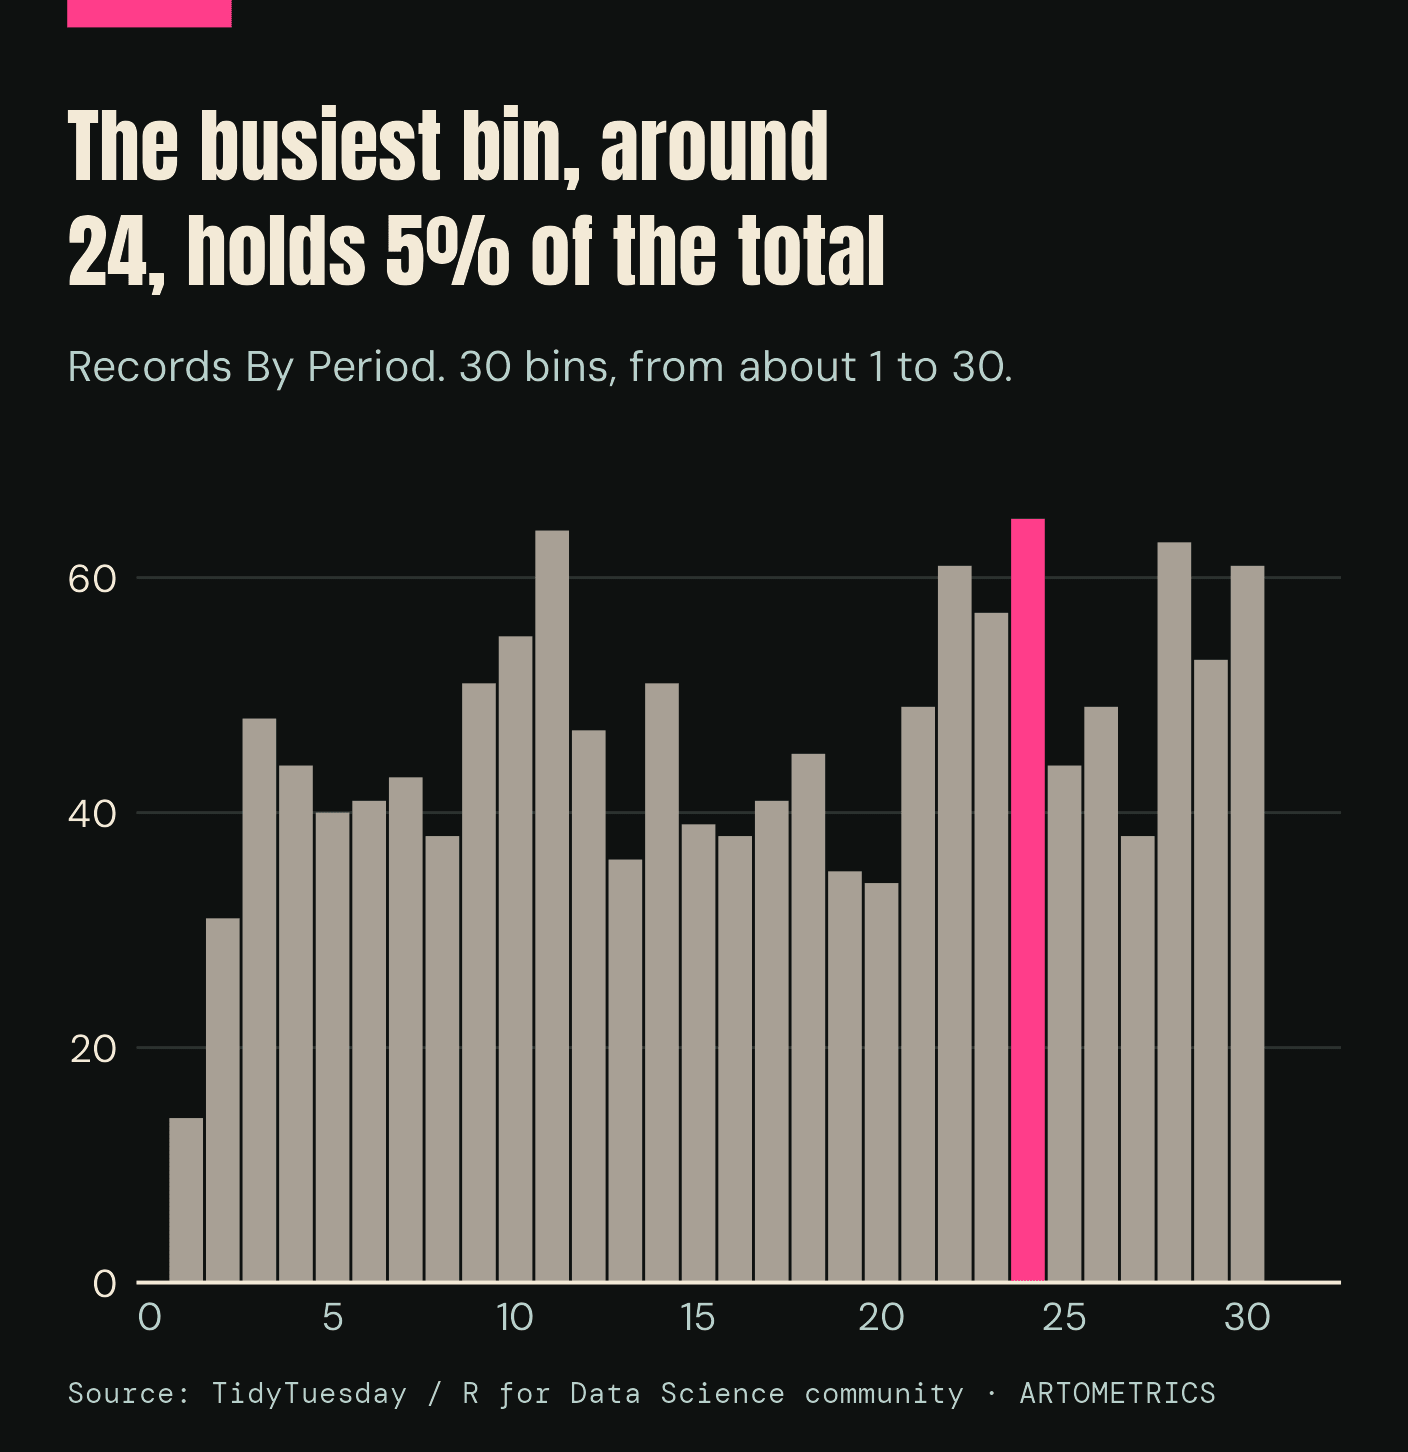 The busiest bin, around
24, holds 5% of the total
Records By Period. 30 bins, from about 1 to 30.
60
40
20
0
0 5 10 15 20 25 30
Source: TidyTuesday / R for Data Science community · ARTOMETRICS